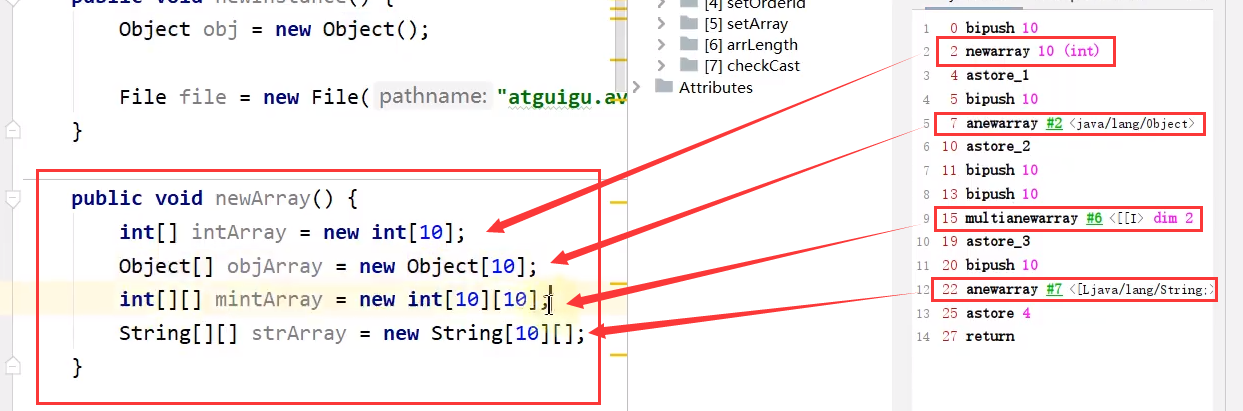 public void newInstance() {
Object obj = new Object();
File file = new File( pathname: "atguigu.av
}
public void newArray() {
int[] intArray = new int[10];
Object[] objArray = new Object[10];
int[][] mintArray = new int[10][10];
String[][] strArray = new String[10][];
}
[4] setOrderId
[5] setArray
[6] arrLength
[7] checkCast
Attributes
1 0 bipush 10
2 2 newarray 10 (int)
3 4 astore_1
4 5 bipush 10
5 7 anewarray #2 <java/lang/Object>
6 10 astore_2
7 11 bipush 10
8 13 bipush 10
9 15 multianewarray #6 <[[I> dim 2
10 19 astore_3
11 20 bipush 10
12 22 anewarray #7 <[Ljava/lang/String;>
13 25 astore 4
14 27 return